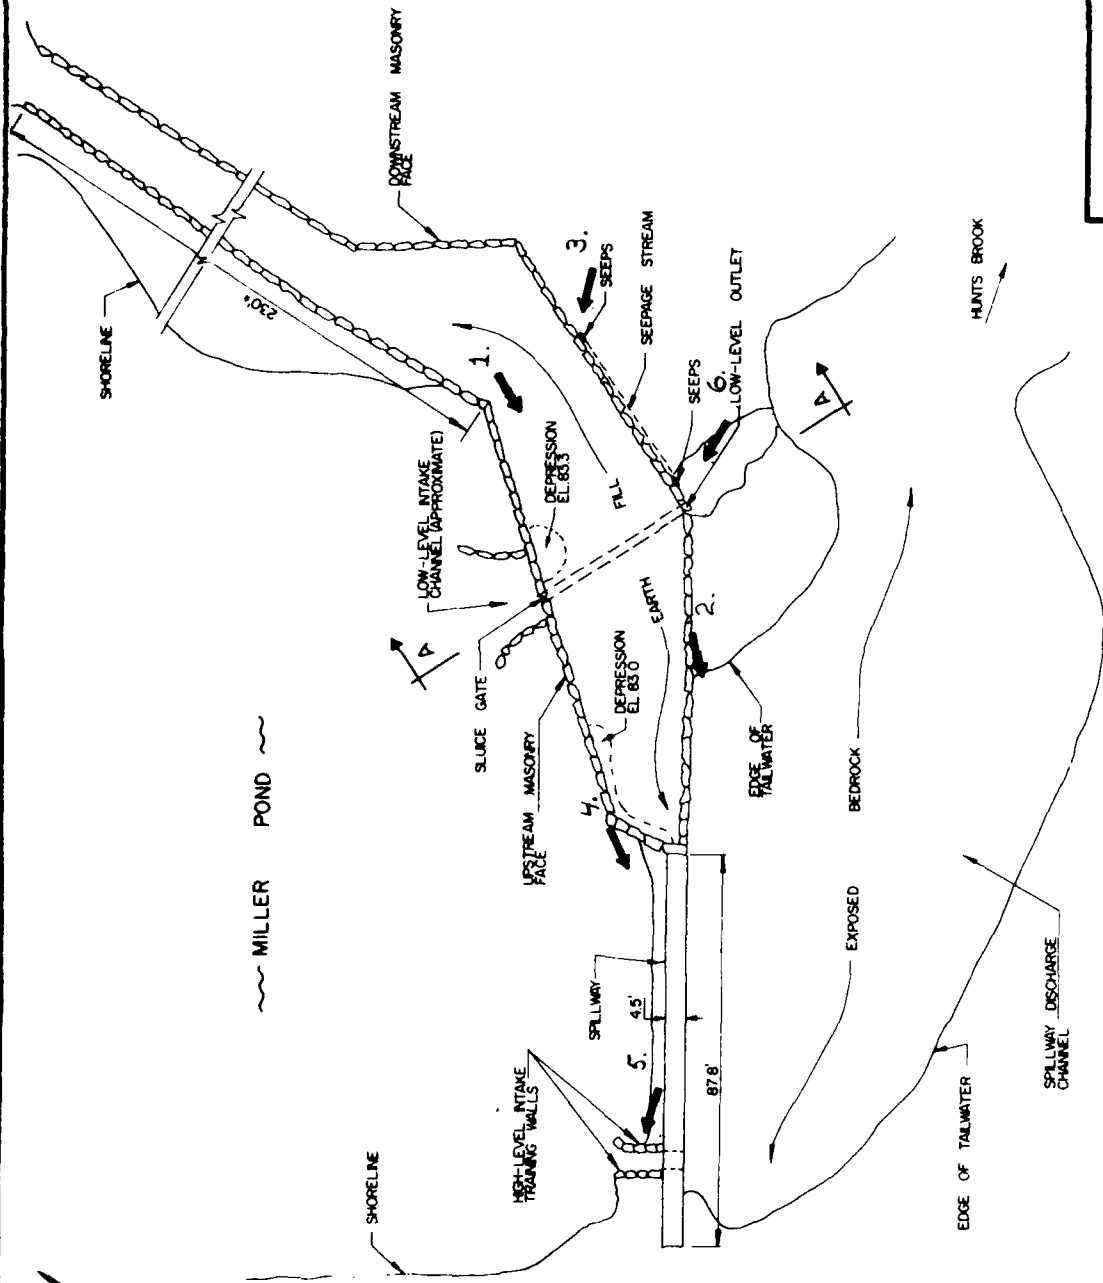 SHORELINE
HIGH-LEVEL INTAKE
TRAINING WALLS
~~ MILLER POND ~~
SHORELINE
230'±
LOW-LEVEL INTAKE
CHANNEL (APPROXIMATE)
SLUICE GATE
UPSTREAM MASONRY
FACE
DOWNSTREAM MASONRY
FACE
A
DEPRESSION
EL. 83.3
DEPRESSION
EL. 83.0
1.
4.
5.
SPILLWAY
4.5'
87.8'
EARTH
FILL
2.
3.
SEEPS
SEEPAGE STREAM
SEEPS
6.
LOW-LEVEL OUTLET
A
EDGE OF
TAILWATER
EXPOSED
BEDROCK
EDGE OF TAILWATER
SPILLWAY DISCHARGE
CHANNEL
HUNTS BROOK